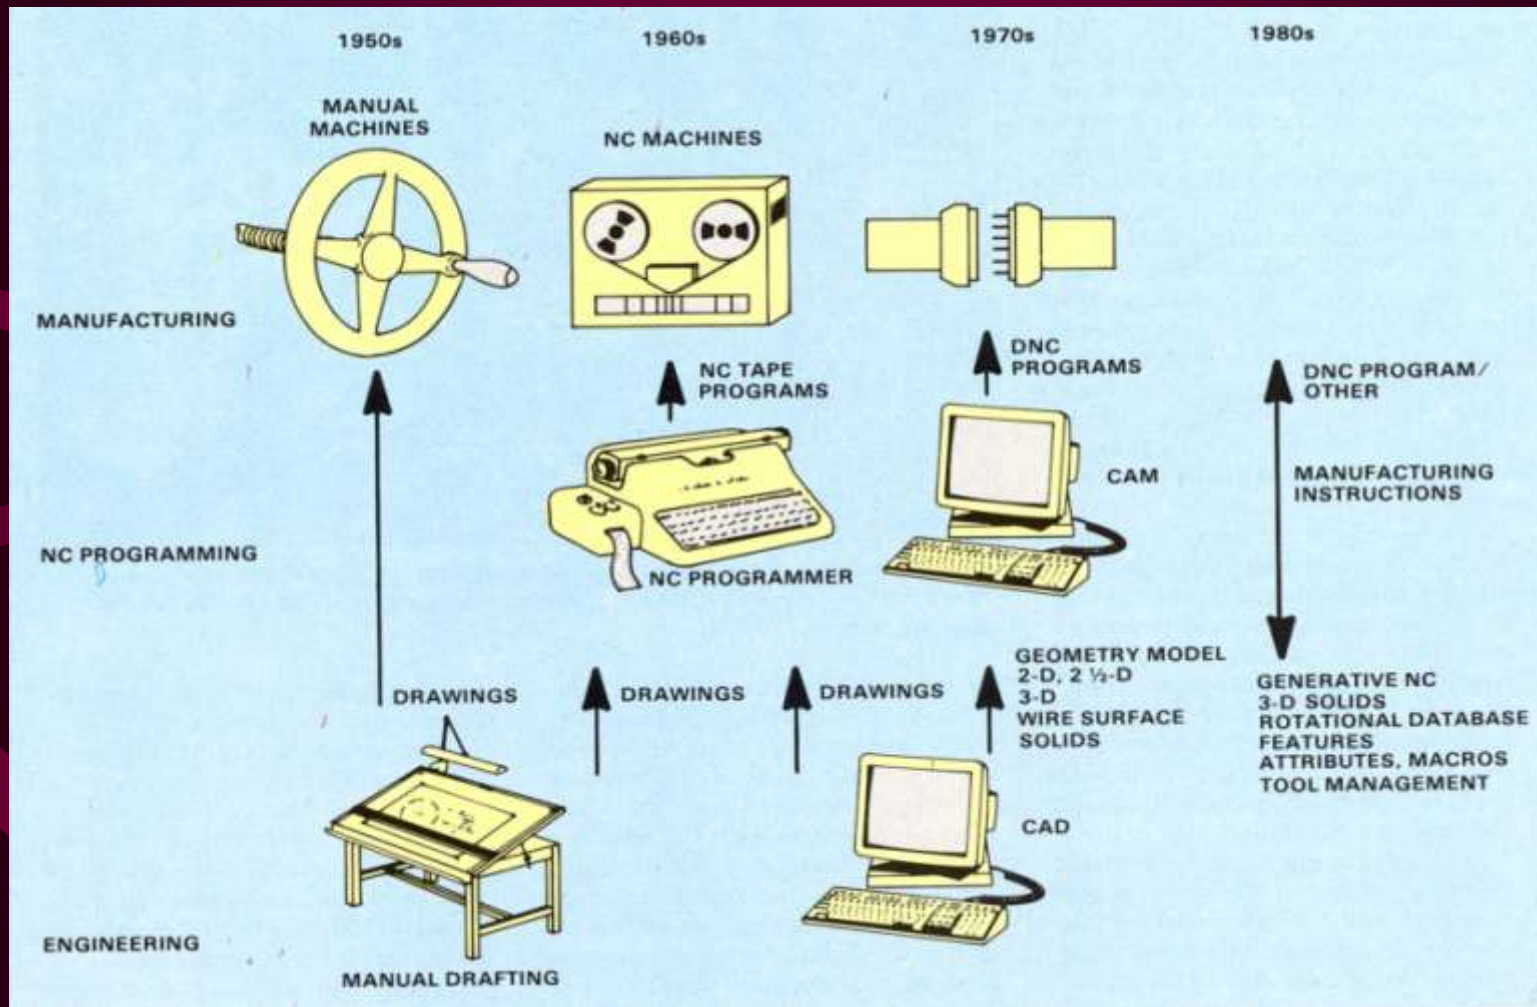 1950s
1960s
1970s
1980s
MANUAL
MACHINES
NC MACHINES
MANUFACTURING
NC TAPE
PROGRAMS
DNC
PROGRAMS
DNC PROGRAM/
OTHER
CAM
MANUFACTURING
INSTRUCTIONS
NC PROGRAMMING
NC PROGRAMMER
DRAWINGS
DRAWINGS
DRAWINGS
GEOMETRY MODEL
2-D, 2 ½-D
3-D
WIRE SURFACE
SOLIDS
GENERATIVE NC
3-D SOLIDS
ROTATIONAL DATABASE
FEATURES
ATTRIBUTES, MACROS
TOOL MANAGEMENT
CAD
ENGINEERING
MANUAL DRAFTING